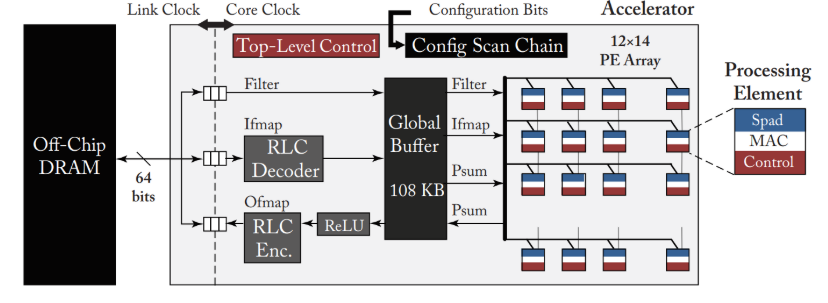 Link Clock
Core Clock
Configuration Bits
Accelerator
Top-Level Control
Config Scan Chain
12×14
PE Array
Off-Chip
DRAM
64
bits
Filter
Ifmap
RLC
Decoder
Ofmap
RLC
Enc.
ReLU
Global
Buffer
108 KB
Filter
Ifmap
Psum
Psum
Processing
Element
Spad
MAC
Control